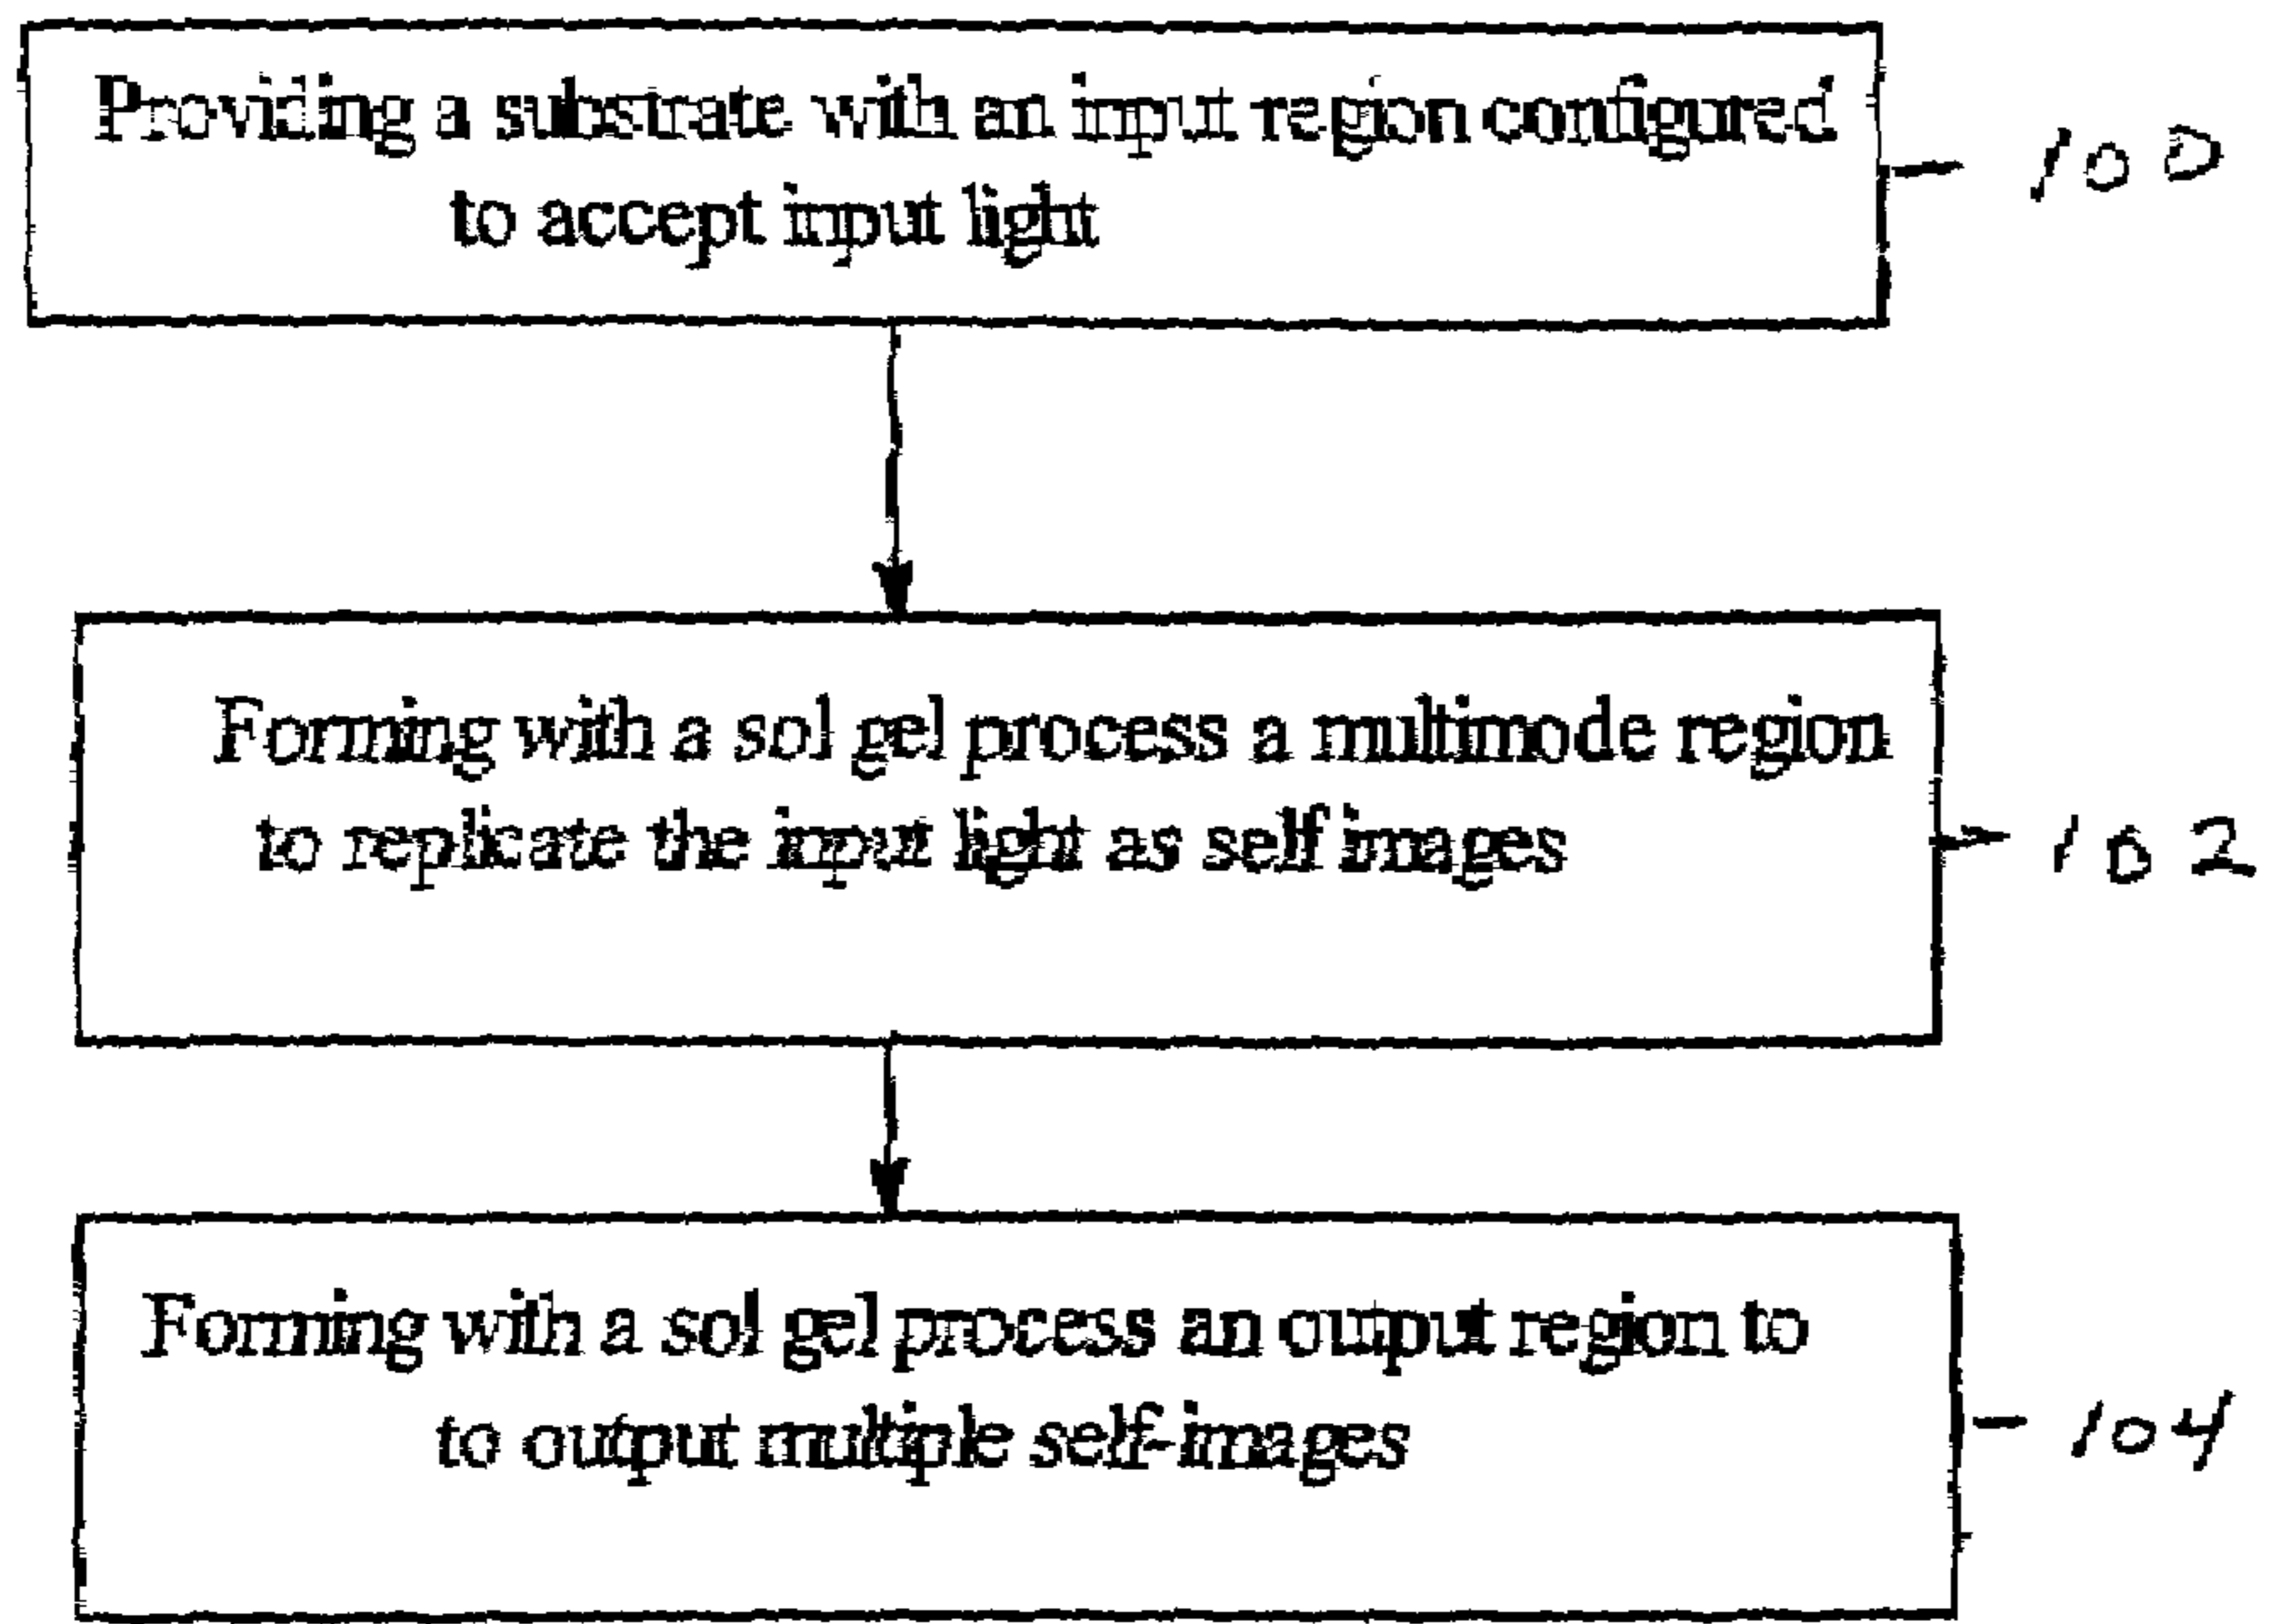 Providing a substrate with an input region configured
to accept input light
100
Forming with a sol gel process a multimode region
to replicate the input light as self images
102
Forming with a sol gel process an output region to
to output multiple self-images
104